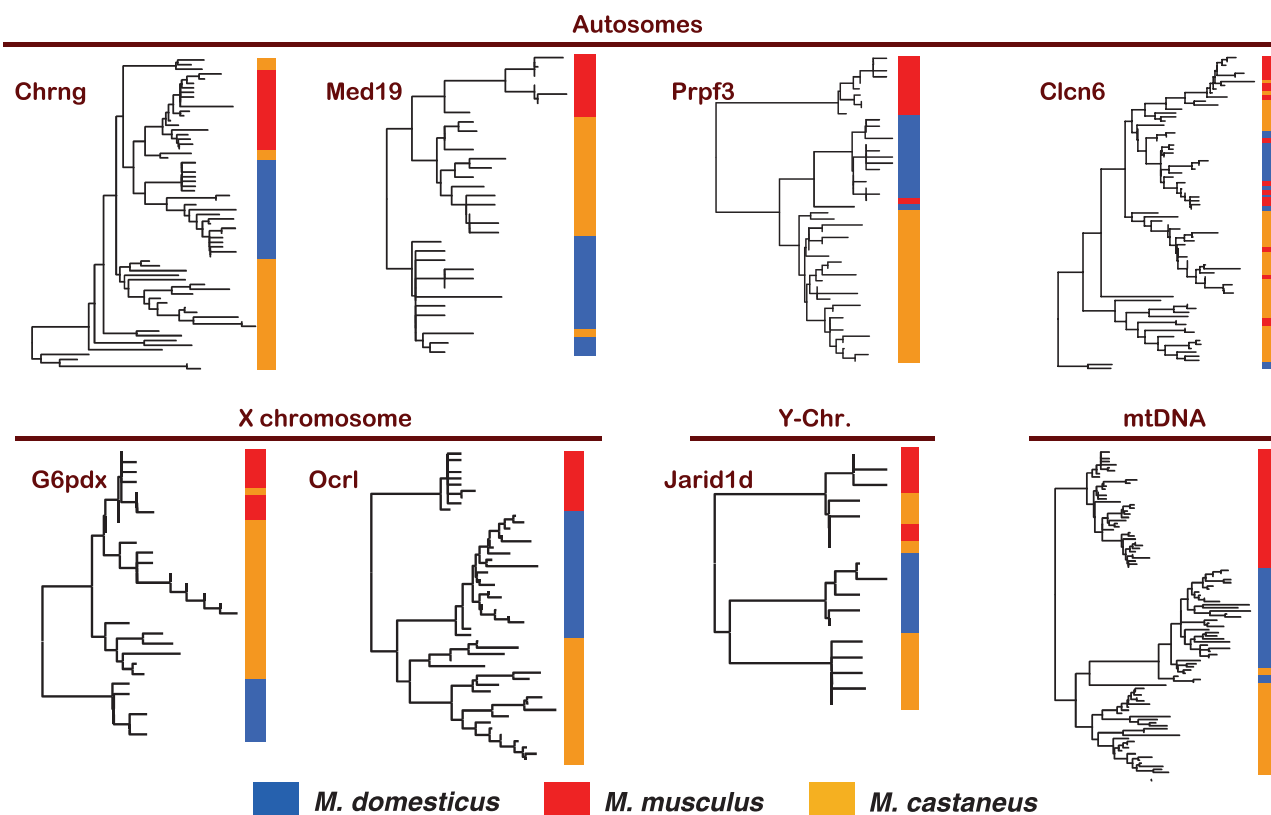 Autosomes
Chrng
Med19
Prpf3
Clcn6
X chromosome
Y-Chr.
mtDNA
G6pdx
Ocrl
Jarid1d
M. domesticus
M. musculus
M. castaneus